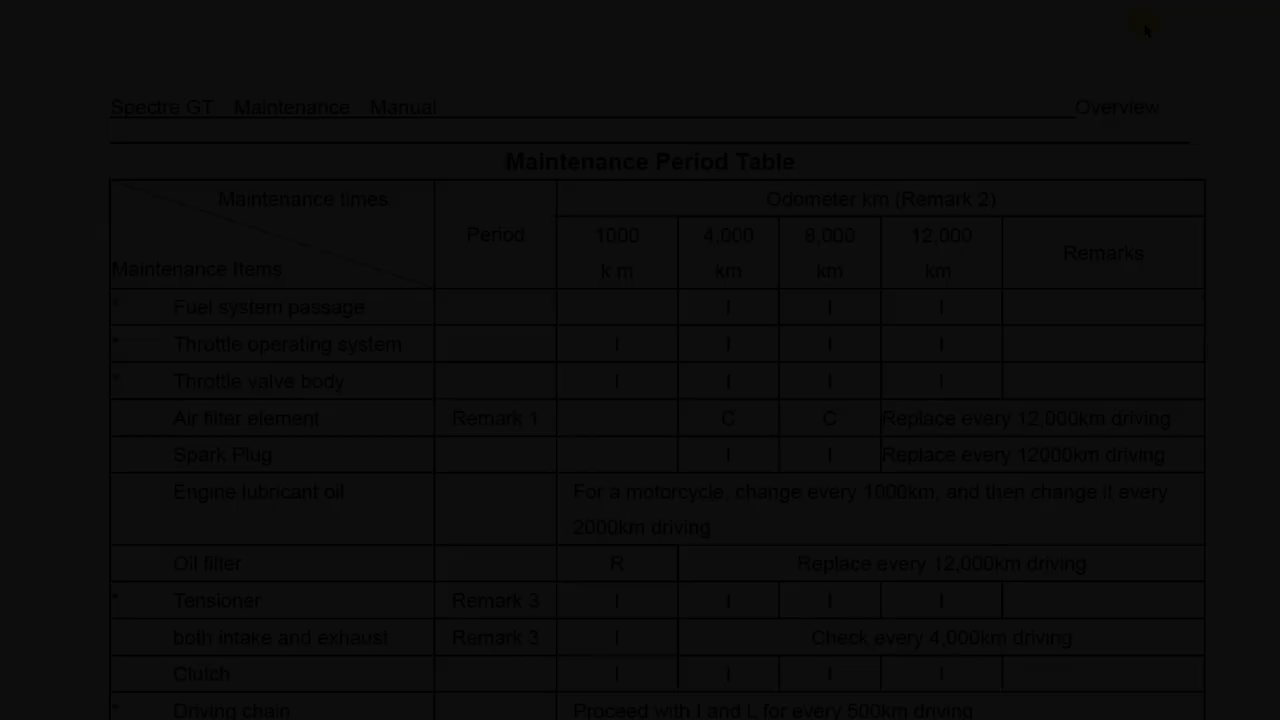 Spectre GT Maintenance Manual Overview
Maintenance Period Table
Maintenance times
Odometer km (Remark 2)
Period
1000 4,000 8,000 12,000
Remarks
Maintenance Items
k m km km km
* Fuel system passage I I I
* Throttle operating system I I I I
* Throttle valve body I I I I
Air filter element Remark 1 C C Replace every 12,000km driving
Spark Plug I I Replace every 12000km driving
Engine lubricant oil For a motorcycle, change every 1000km, and then change it every
2000km driving
Oil filter R Replace every 12,000km driving
* Tensioner Remark 3 I I I I
both intake and exhaust Remark 3 I Check every 4,000km driving
Clutch I I I I
* Driving chain Proceed with I and L for every 500km driving